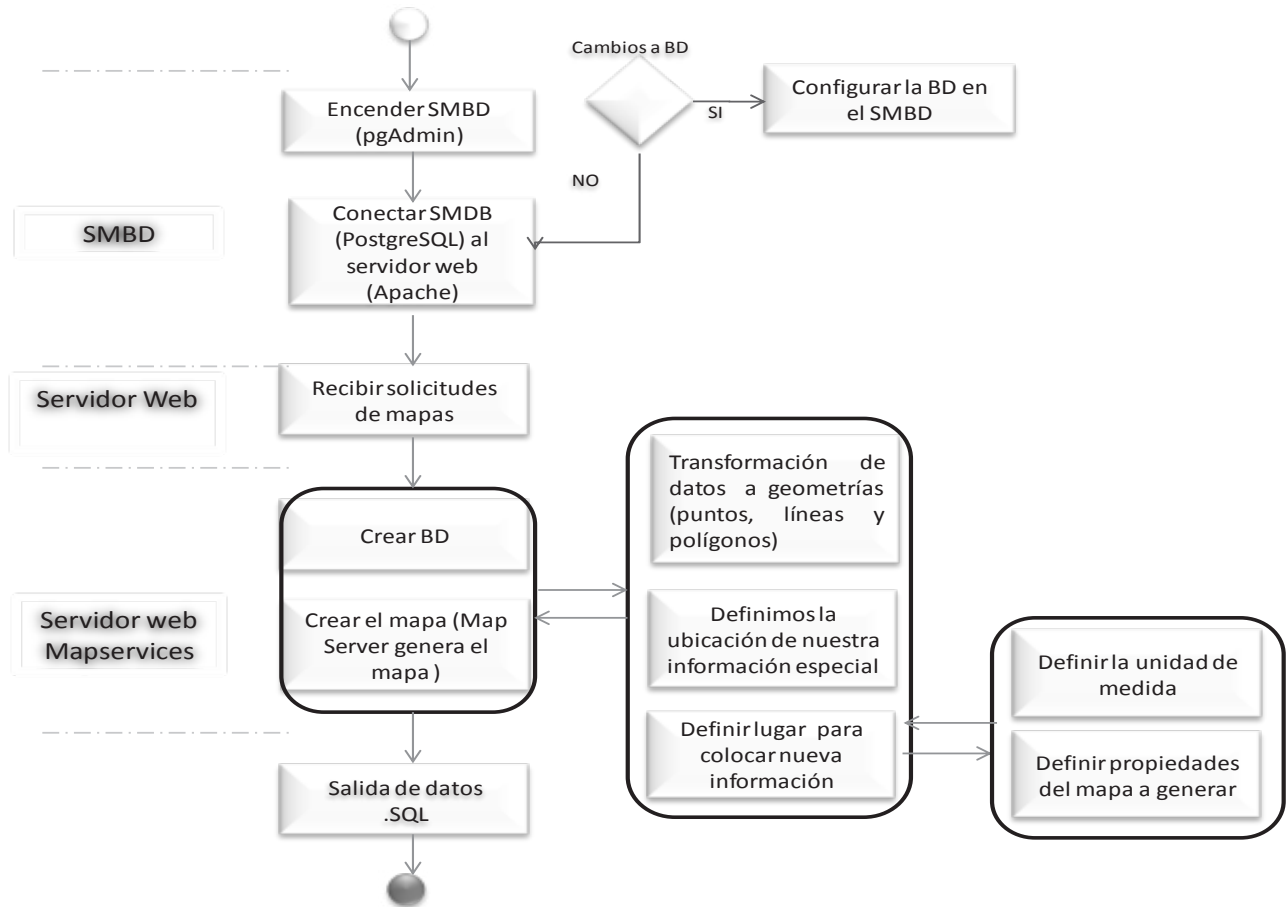 Cambios a BD
Encender SMBD
(pgAdmin)
SI
Configurar la BD en
el SMBD
NO
SMBD
Conectar SMDB
(PostgreSQL) al
servidor web
(Apache)
Servidor Web
Recibir solicitudes
de mapas
Servidor web
Mapservices
Crear BD
Crear el mapa (Map
Server genera el
mapa )
Transformación de
datos a geometrías
(puntos, líneas y
polígonos)
Definimos la
ubicación de nuestra
información especial
Definir lugar para
colocar nueva
información
Definir la unidad de
medida
Definir propiedades
del mapa a generar
Salida de datos
.SQL